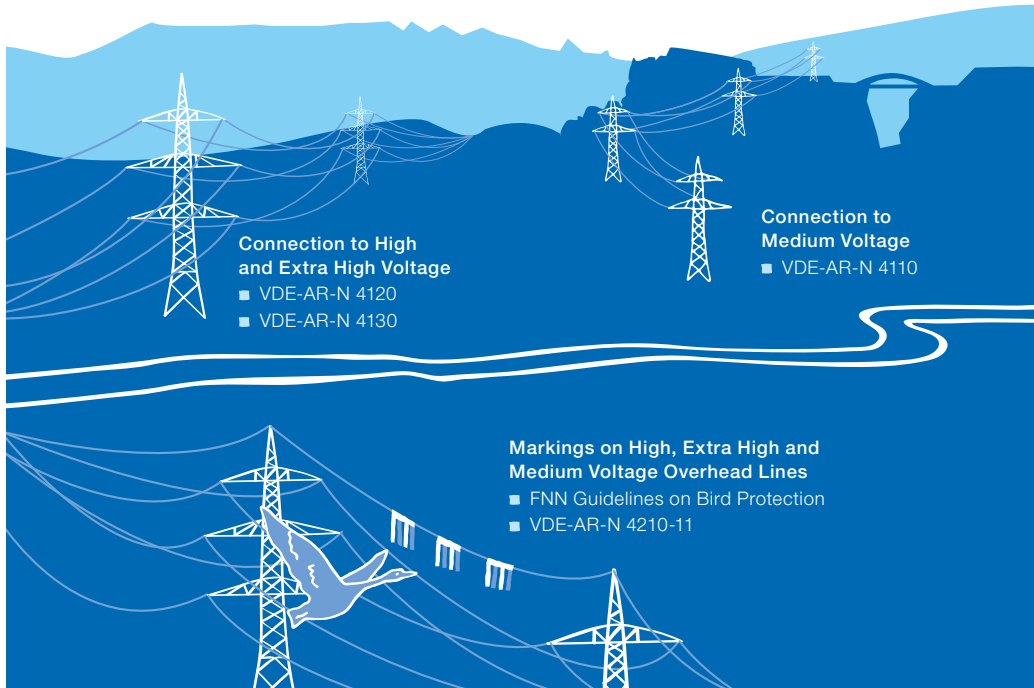 Connection to High
and Extra High Voltage
■ VDE-AR-N 4120
■ VDE-AR-N 4130
Connection to
Medium Voltage
■ VDE-AR-N 4110
Markings on High, Extra High and
Medium Voltage Overhead Lines
■ FNN Guidelines on Bird Protection
■ VDE-AR-N 4210-11